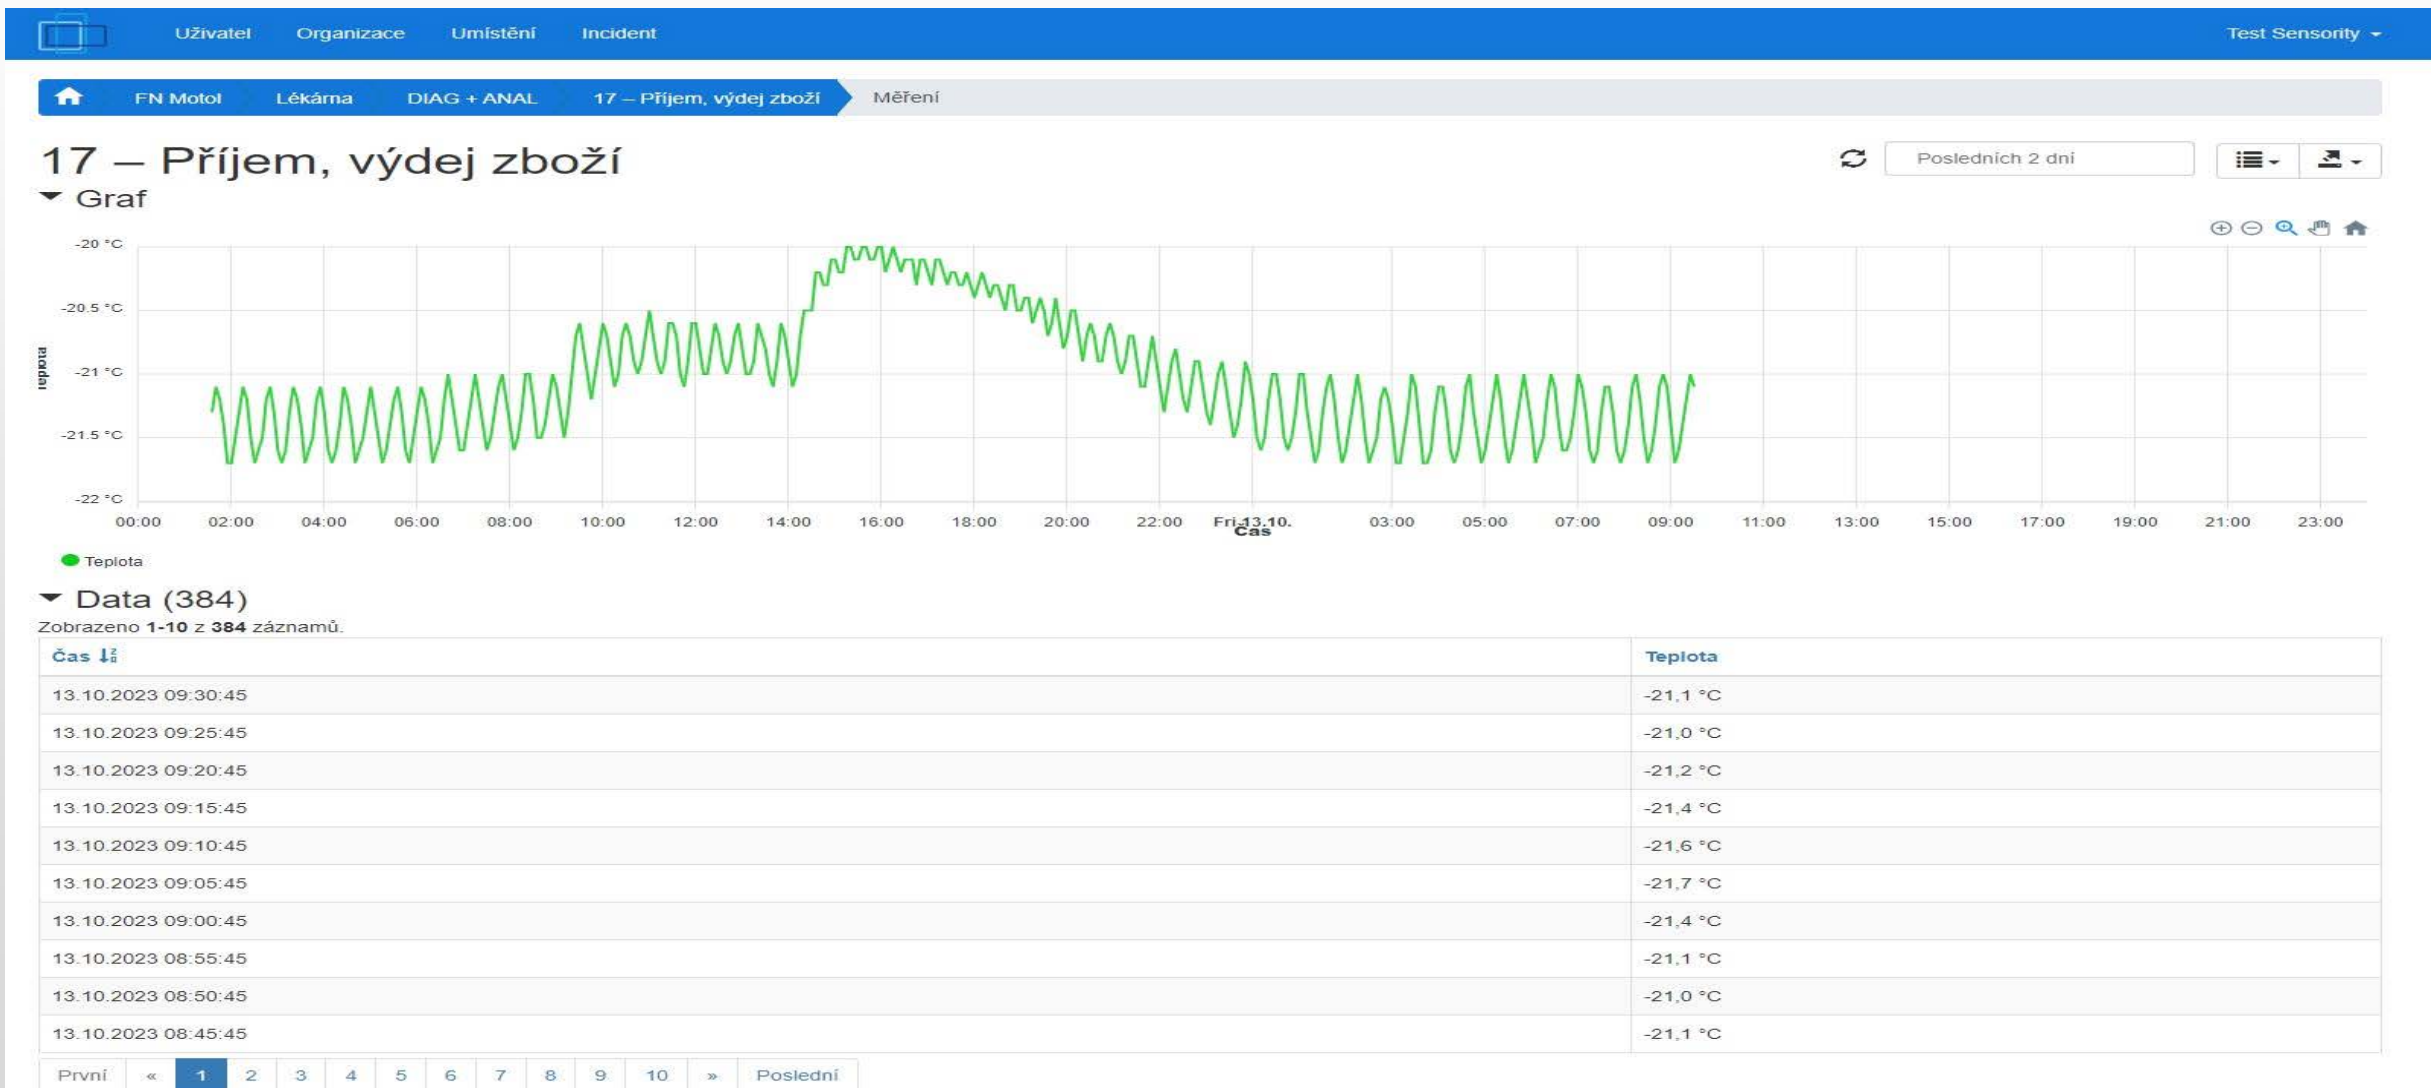 Uživatel Organizace Umístění Incident Test Sensority
FN Motol Lékárna DIAG + ANAL 17 – Příjem, výdej zboží Měření
17 – Příjem, výdej zboží
Posledních 2 dní
Graf
-20 °C
-20.5 °C
-21 °C
-21.5 °C
-22 °C
Teplota
00:00 02:00 04:00 06:00 08:00 10:00 12:00 14:00 16:00 18:00 20:00 22:00 Fri 13.10. 03:00 05:00 07:00 09:00 11:00 13:00 15:00 17:00 19:00 21:00 23:00
Čas
Teplota
Data (384)
Zobrazeno 1-10 z 384 záznamů.
Čas Teplota
13.10.2023 09:30:45 -21,1 °C
13.10.2023 09:25:45 -21,0 °C
13.10.2023 09:20:45 -21,2 °C
13.10.2023 09:15:45 -21,4 °C
13.10.2023 09:10:45 -21,6 °C
13.10.2023 09:05:45 -21,7 °C
13.10.2023 09:00:45 -21,4 °C
13.10.2023 08:55:45 -21,1 °C
13.10.2023 08:50:45 -21,0 °C
13.10.2023 08:45:45 -21,1 °C
První « 1 2 3 4 5 6 7 8 9 10 » Poslední